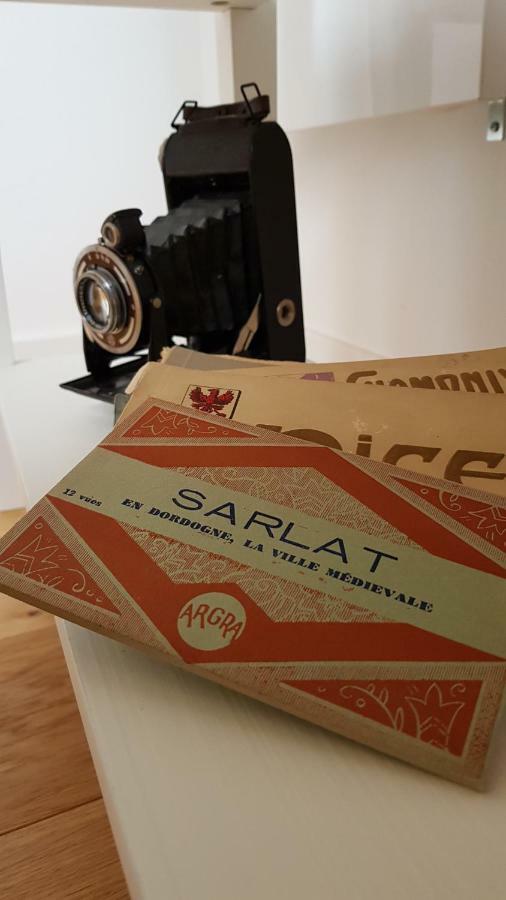 SARLAT
12 vues EN DORDOGNE, LA VILLE MÉDIEVALE
ARGRA